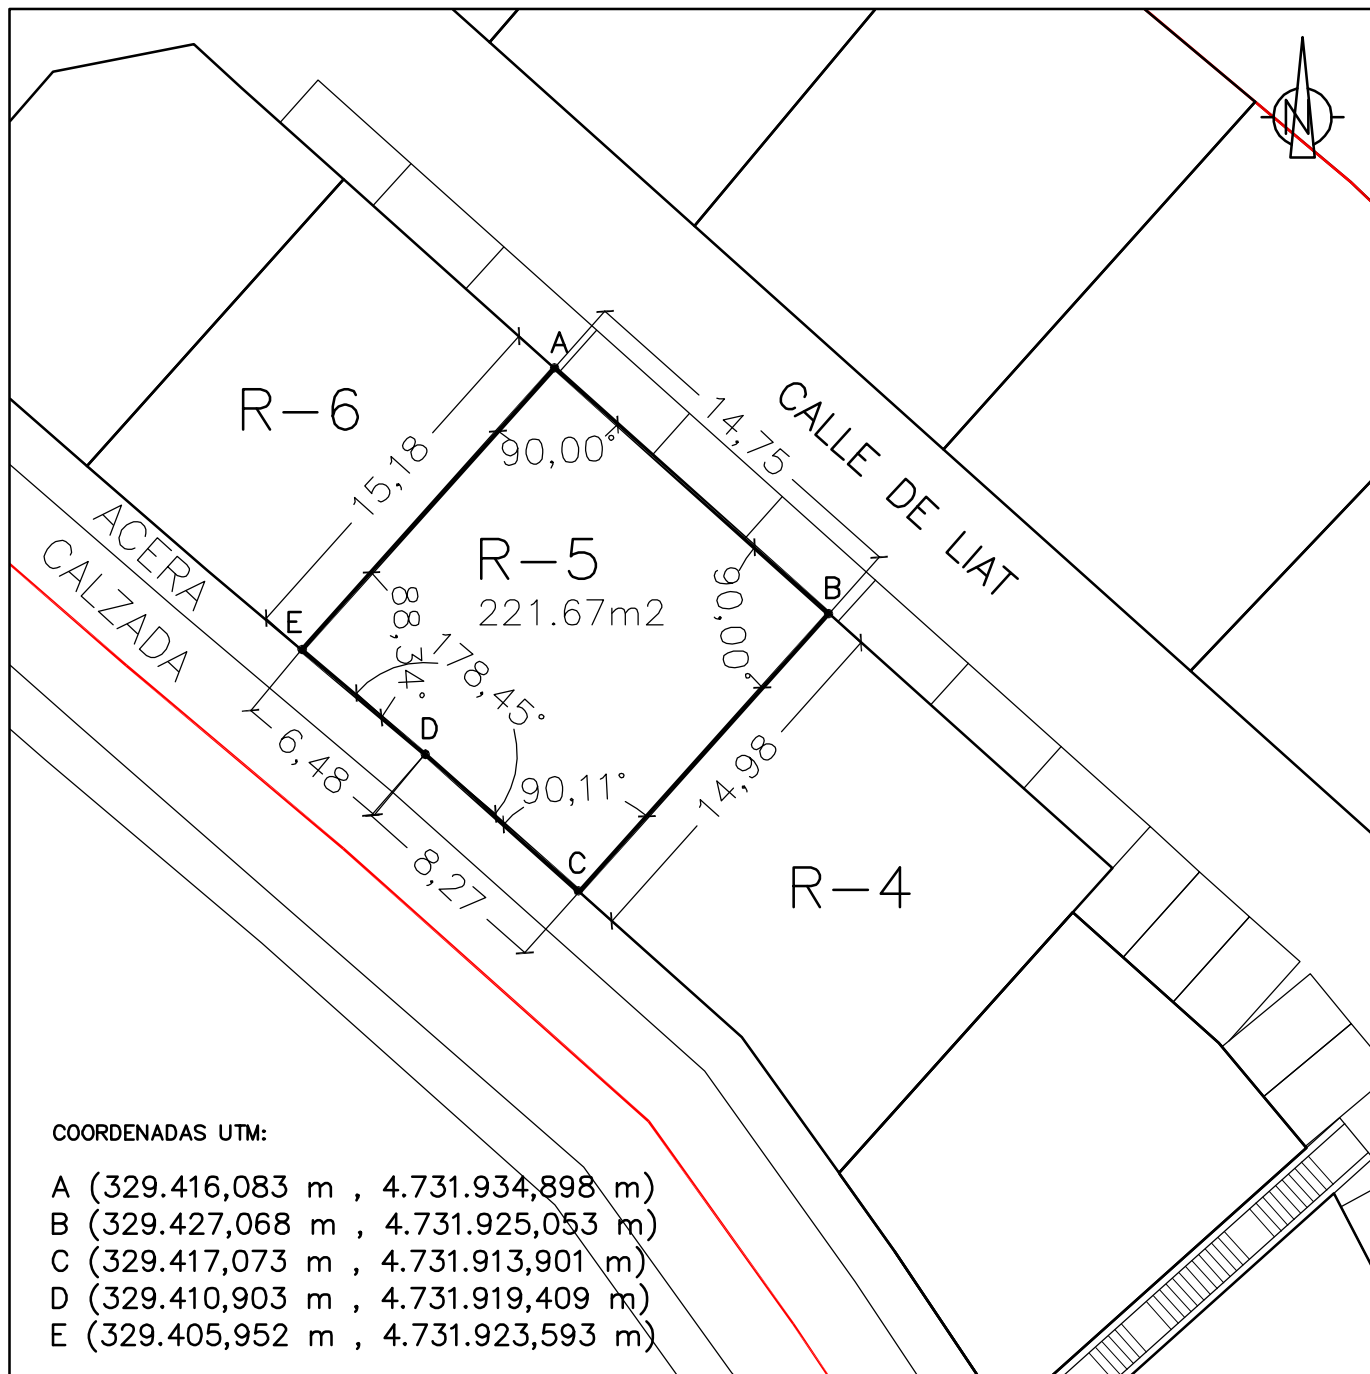 N
A
14,75
CALLE DE LIAT
R-6
15,18
90,00°
R-5
221.67m2
B
90,00°
ACERA
CALZADA
E
88,34°
178,45°
D
6,48
90,11°
14,98
8,27
C
R-4
COORDENADAS UTM:
A (329.416,083 m , 4.731.934,898 m)
B (329.427,068 m , 4.731.925,053 m)
C (329.417,073 m , 4.731.913,901 m)
D (329.410,903 m , 4.731.919,409 m)
E (329.405,952 m , 4.731.923,593 m)